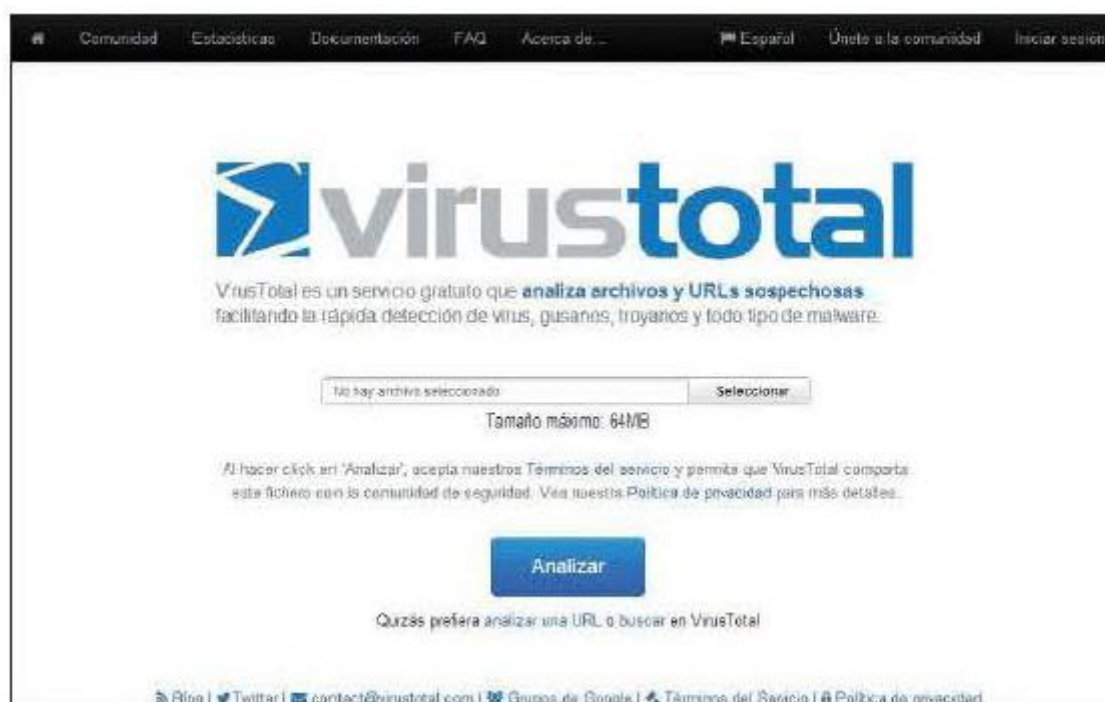 Comunidad Estadísticas Documentación FAQ Acerca de... Español Únete a la comunidad Iniciar sesión
virustotal
VirusTotal es un servicio gratuito que analiza archivos y URLs sospechosas
facilitando la rápida detección de virus, gusanos, troyanos y todo tipo de malware.
No hay archivo seleccionado Seleccionar
Tamaño máximo: 64MB
Al hacer click en 'Analizar', acepta nuestros Términos del servicio y permite que VirusTotal comparta
este fichero con la comunidad de seguridad. Vea nuestra Política de privacidad para más detalles.
Analizar
Quizás prefiera analizar una URL o buscar en VirusTotal
Blog | Twitter | contact@virustotal.com | Grupos de Google | Términos del Servicio | Política de privacidad